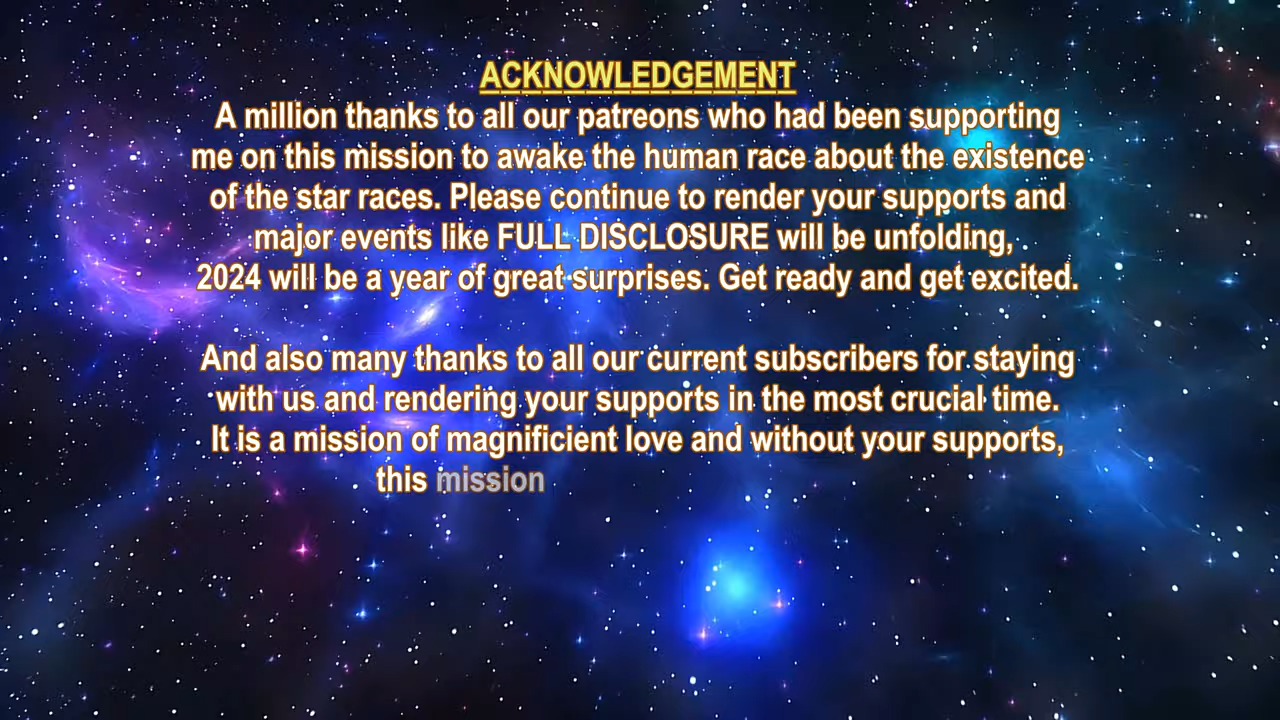 ACKNOWLEDGEMENT
A million thanks to all our patreons who had been supporting
me on this mission to awake the human race about the existence
of the star races. Please continue to render your supports and
major events like FULL DISCLOSURE will be unfolding,
2024 will be a year of great surprises. Get ready and get excited.
And also many thanks to all our current subscribers for staying
with us and rendering your supports in the most crucial time.
It is a mission of magnificient love and without your supports,
this mission